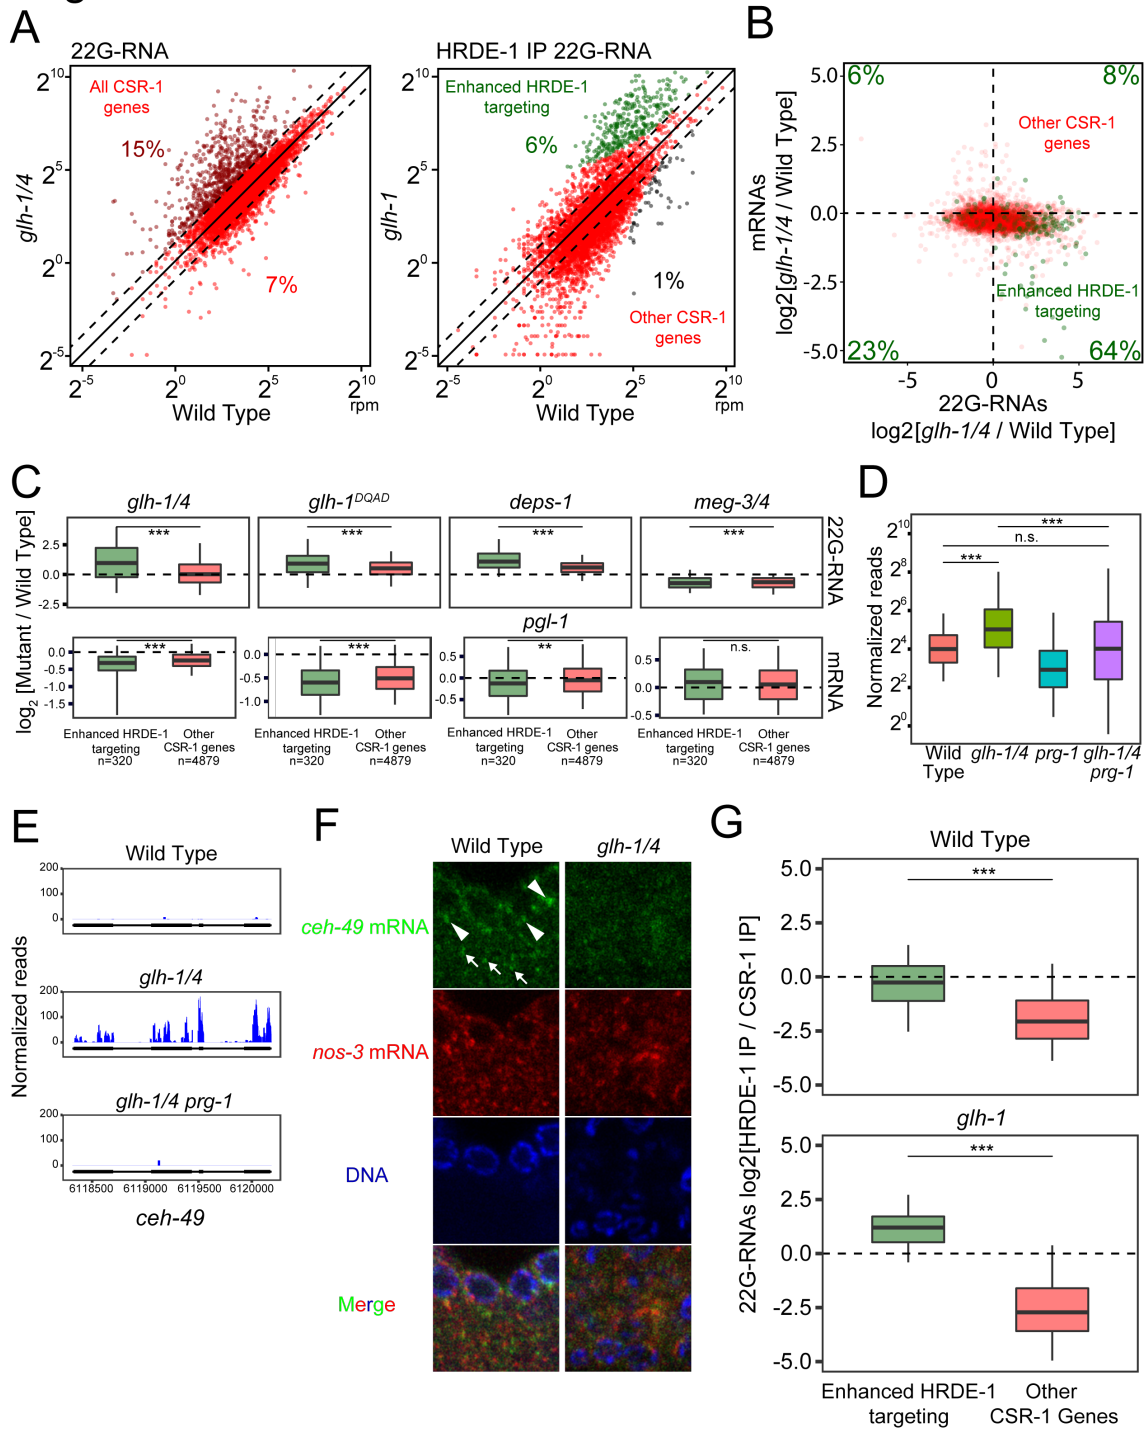 A
22G-RNA
HRDE-1 IP 22G-RNA
2^10
2^5
2^0
2^-5
glh-1/4
All CSR-1
genes
15%
7%
2^-5
2^0
2^5
2^10
Wild Type
rpm
2^10
2^5
2^0
2^-5
glh-1
Enhanced HRDE-1
targeting
6%
1%
Other CSR-1
genes
2^-5
2^0
2^5
2^10
Wild Type
rpm
B
mRNAs
log2[glh-1/4 / Wild Type]
5.0
2.5
0.0
-2.5
-5.0
6%
8%
Other CSR-1
genes
Enhanced HRDE-1
targeting
23%
64%
-5
0
5
22G-RNAs
log2[glh-1/4 / Wild Type]
C
log2 [Mutant / Wild Type]
glh-1/4
glh-1DQAD
deps-1
meg-3/4
2.5
0.0
-2.5
***
***
***
***
22G-RNA
pgl-1
0.0
-0.5
-1.0
-1.5
***
0.0
-0.5
-1.0
***
0.5
0.0
-0.5
**
0.5
0.0
-0.5
n.s.
mRNA
Enhanced HRDE-1
targeting
n=320
Other
CSR-1 genes
n=4879
Enhanced HRDE-1
targeting
n=320
Other
CSR-1 genes
n=4879
Enhanced HRDE-1
targeting
n=320
Other
CSR-1 genes
n=4879
Enhanced HRDE-1
targeting
n=320
Other
CSR-1 genes
n=4879
D
Normalized reads
2^10
2^8
2^6
2^4
2^2
2^0
***
n.s.
***
Wild
Type
glh-1/4
prg-1
glh-1/4
prg-1
E
Normalized reads
Wild Type
200
100
0
glh-1/4
200
100
0
glh-1/4 prg-1
200
100
0
6118500
6119000
6119500
6120000
ceh-49
F
Wild Type
glh-1/4
ceh-49 mRNA
nos-3 mRNA
DNA
Merge
G
22G-RNAs log2[HRDE-1 IP / CSR-1 IP]
Wild Type
5.0
2.5
0.0
-2.5
-5.0
***
glh-1
5.0
2.5
0.0
-2.5
-5.0
***
Enhanced HRDE-1
targeting
Other
CSR-1 Genes